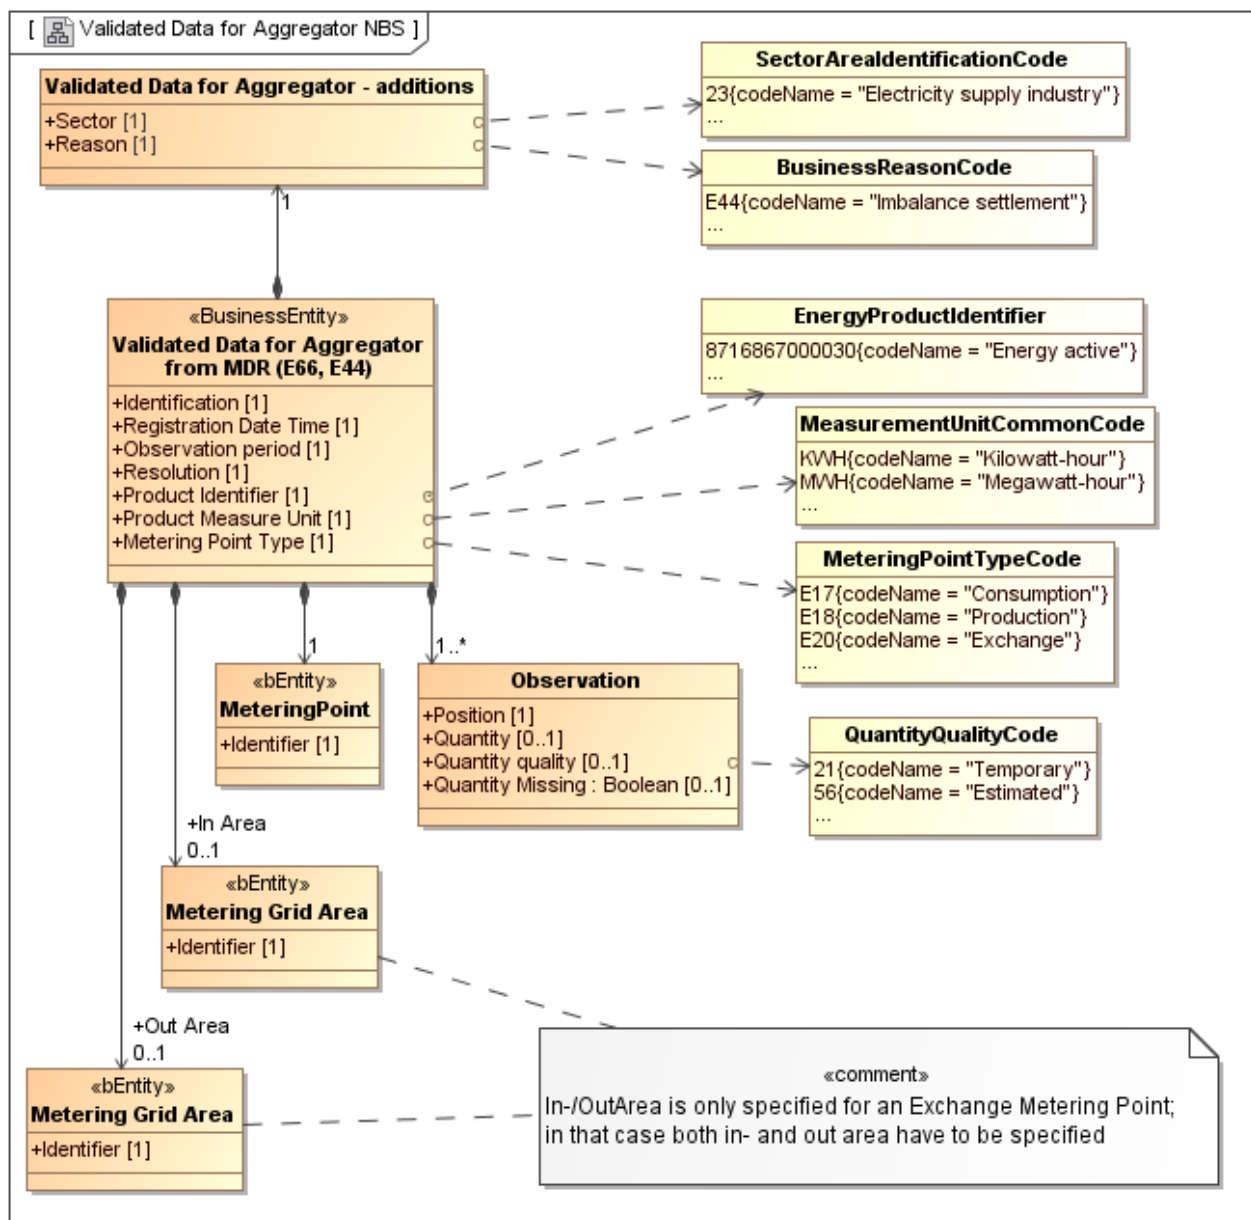 [ Validated Data for Aggregator NBS ]
Validated Data for Aggregator - additions
+Sector [1]
+Reason [1]
SectorAreaIdentificationCode
23{codeName = "Electricity supply industry"}
...
BusinessReasonCode
E44{codeName = "Imbalance settlement"}
...
1
«BusinessEntity»
Validated Data for Aggregator
from MDR (E66, E44)
+Identification [1]
+Registration Date Time [1]
+Observation period [1]
+Resolution [1]
+Product Identifier [1]
+Product Measure Unit [1]
+Metering Point Type [1]
EnergyProductIdentifier
8716867000030{codeName = "Energy active"}
...
MeasurementUnitCommonCode
KWH{codeName = "Kilowatt-hour"}
MWH{codeName = "Megawatt-hour"}
...
MeteringPointTypeCode
E17{codeName = "Consumption"}
E18{codeName = "Production"}
E20{codeName = "Exchange"}
...
1
1..*
«bEntity»
MeteringPoint
+Identifier [1]
Observation
+Position [1]
+Quantity [0..1]
+Quantity quality [0..1]
+Quantity Missing : Boolean [0..1]
QuantityQualityCode
21{codeName = "Temporary"}
56{codeName = "Estimated"}
...
+In Area
0..1
«bEntity»
Metering Grid Area
+Identifier [1]
+Out Area
0..1
«bEntity»
Metering Grid Area
+Identifier [1]
«comment»
In-/OutArea is only specified for an Exchange Metering Point;
in that case both in- and out area have to be specified